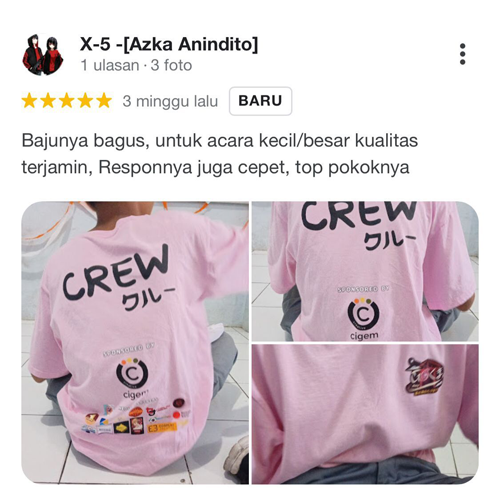 X-5 -[Azka Anindito]
1 ulasan · 3 foto
3 minggu lalu
BARU
Bajunya bagus, untuk acara kecil/besar kualitas
terjamin, Responnya juga cepet, top pokoknya
CREW
クルー
SPONSORED BY
C
cigem
CREW
クルー
SPONSORED BY
C
cigem